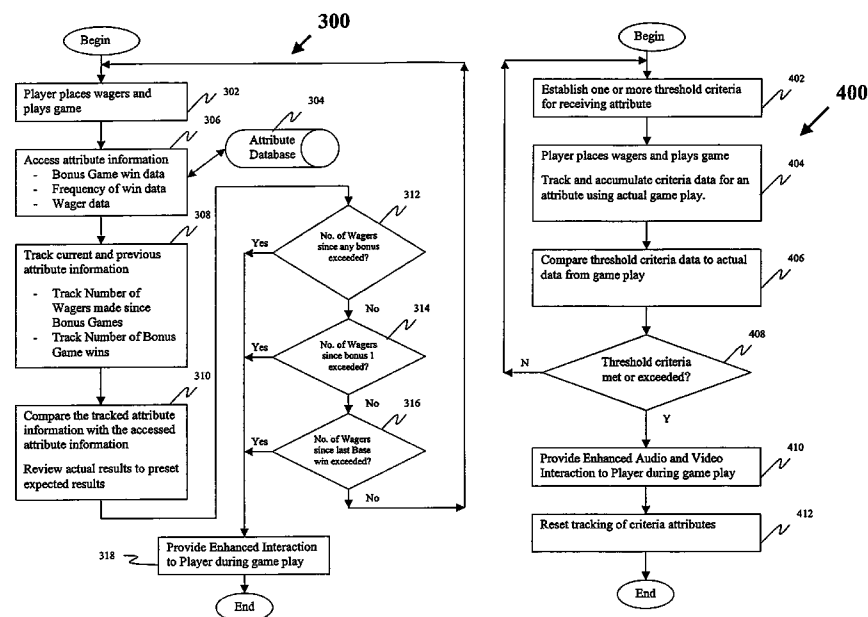 300
Begin
Player places wagers and
plays game
302
304
Attribute
Database
306
Access attribute information
- Bonus Game win data
- Frequency of win data
- Wager data
308
Track current and previous
attribute information
- Track Number of
Wagers made since
Bonus Games
- Track Number of Bonus
Game wins
310
Compare the tracked attribute
information with the accessed
attribute information
Review actual results to preset
expected results
312
No. of Wagers
since any bonus
exceeded?
Yes
No
314
No. of Wagers
since bonus 1
exceeded?
Yes
No
316
No. of Wagers
since last Base
win exceeded?
Yes
No
318
Provide Enhanced Interaction
to Player during game play
End
400
Begin
Establish one or more threshold criteria
for receiving attribute
402
Player places wagers and plays game
Track and accumulate criteria data for an
attribute using actual game play.
404
Compare threshold criteria data to actual
data from game play
406
408
Threshold criteria
met or exceeded?
N
Y
Provide Enhanced Audio and Video
Interaction to Player during game play
410
Reset tracking of criteria attributes
412
End